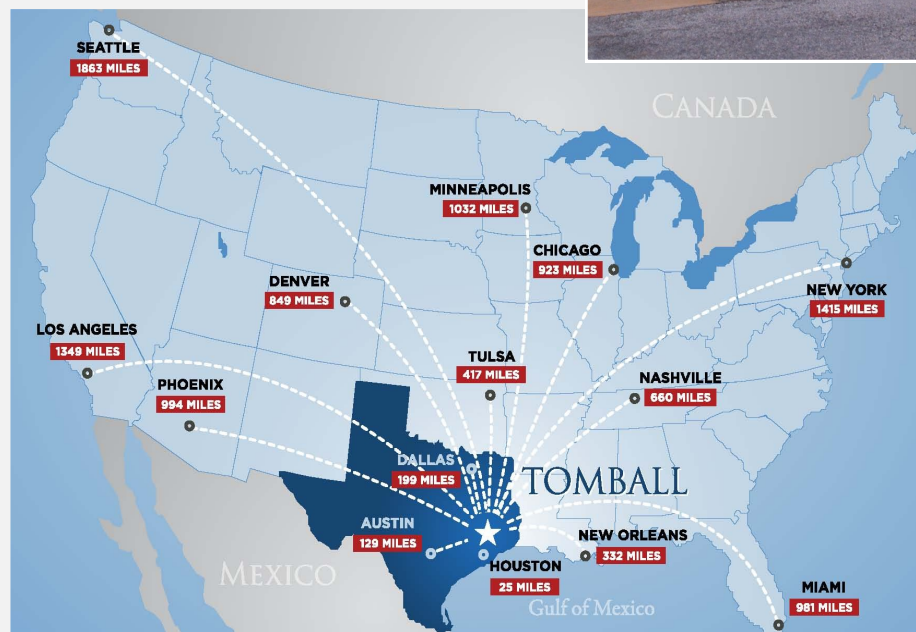 SEATTLE
1863 MILES
CANADA
MINNEAPOLIS
1032 MILES
CHICAGO
923 MILES
DENVER
849 MILES
NEW YORK
1415 MILES
LOS ANGELES
1349 MILES
TULSA
417 MILES
PHOENIX
994 MILES
NASHVILLE
660 MILES
DALLAS
199 MILES
TOMBALL
AUSTIN
129 MILES
NEW ORLEANS
332 MILES
HOUSTON
25 MILES
MEXICO
Gulf of Mexico
MIAMI
981 MILES